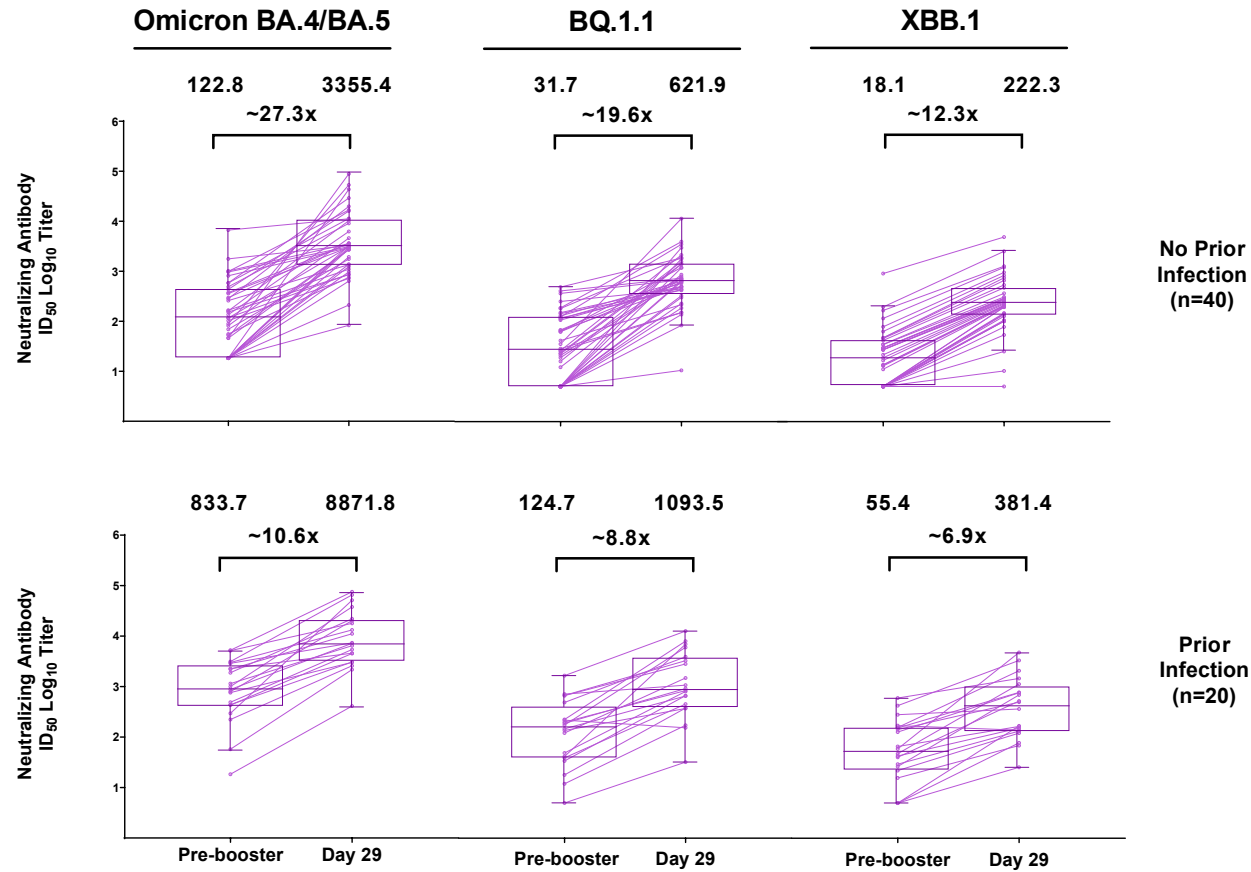 Omicron BA.4/BA.5 BQ.1.1 XBB.1
122.8 3355.4 31.7 621.9 18.1 222.3
~27.3x ~19.6x ~12.3x
6
5
4
3
2
1
Neutralizing Antibody
ID50 Log10 Titer
No Prior
Infection
(n=40)
833.7 8871.8 124.7 1093.5 55.4 381.4
~10.6x ~8.8x ~6.9x
6
5
4
3
2
1
Neutralizing Antibody
ID50 Log10 Titer
Prior
Infection
(n=20)
Pre-booster Day 29 Pre-booster Day 29 Pre-booster Day 29